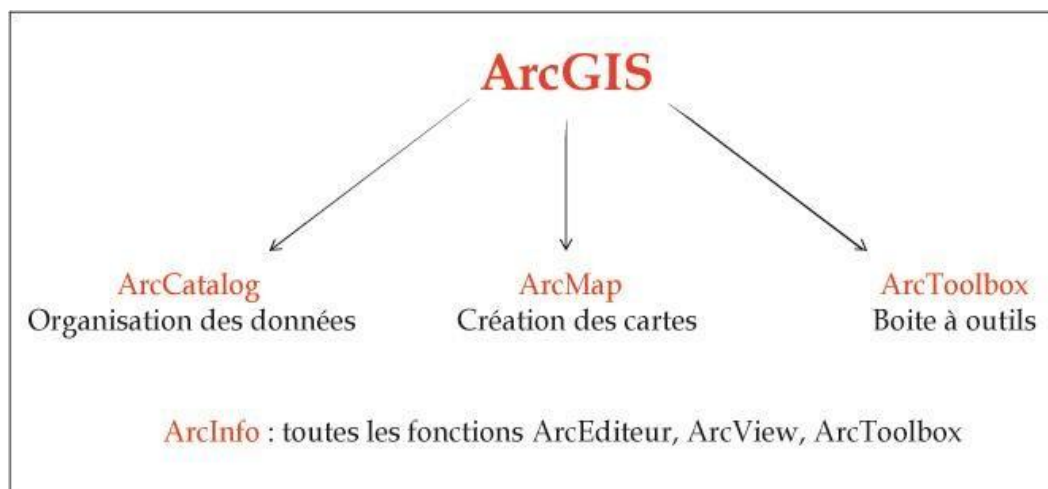 ArcGIS
ArcCatalog
Organisation des données
ArcMap
Création des cartes
ArcToolbox
Boite à outils
ArcInfo : toutes les fonctions ArcEditeur, ArcView, ArcToolbox